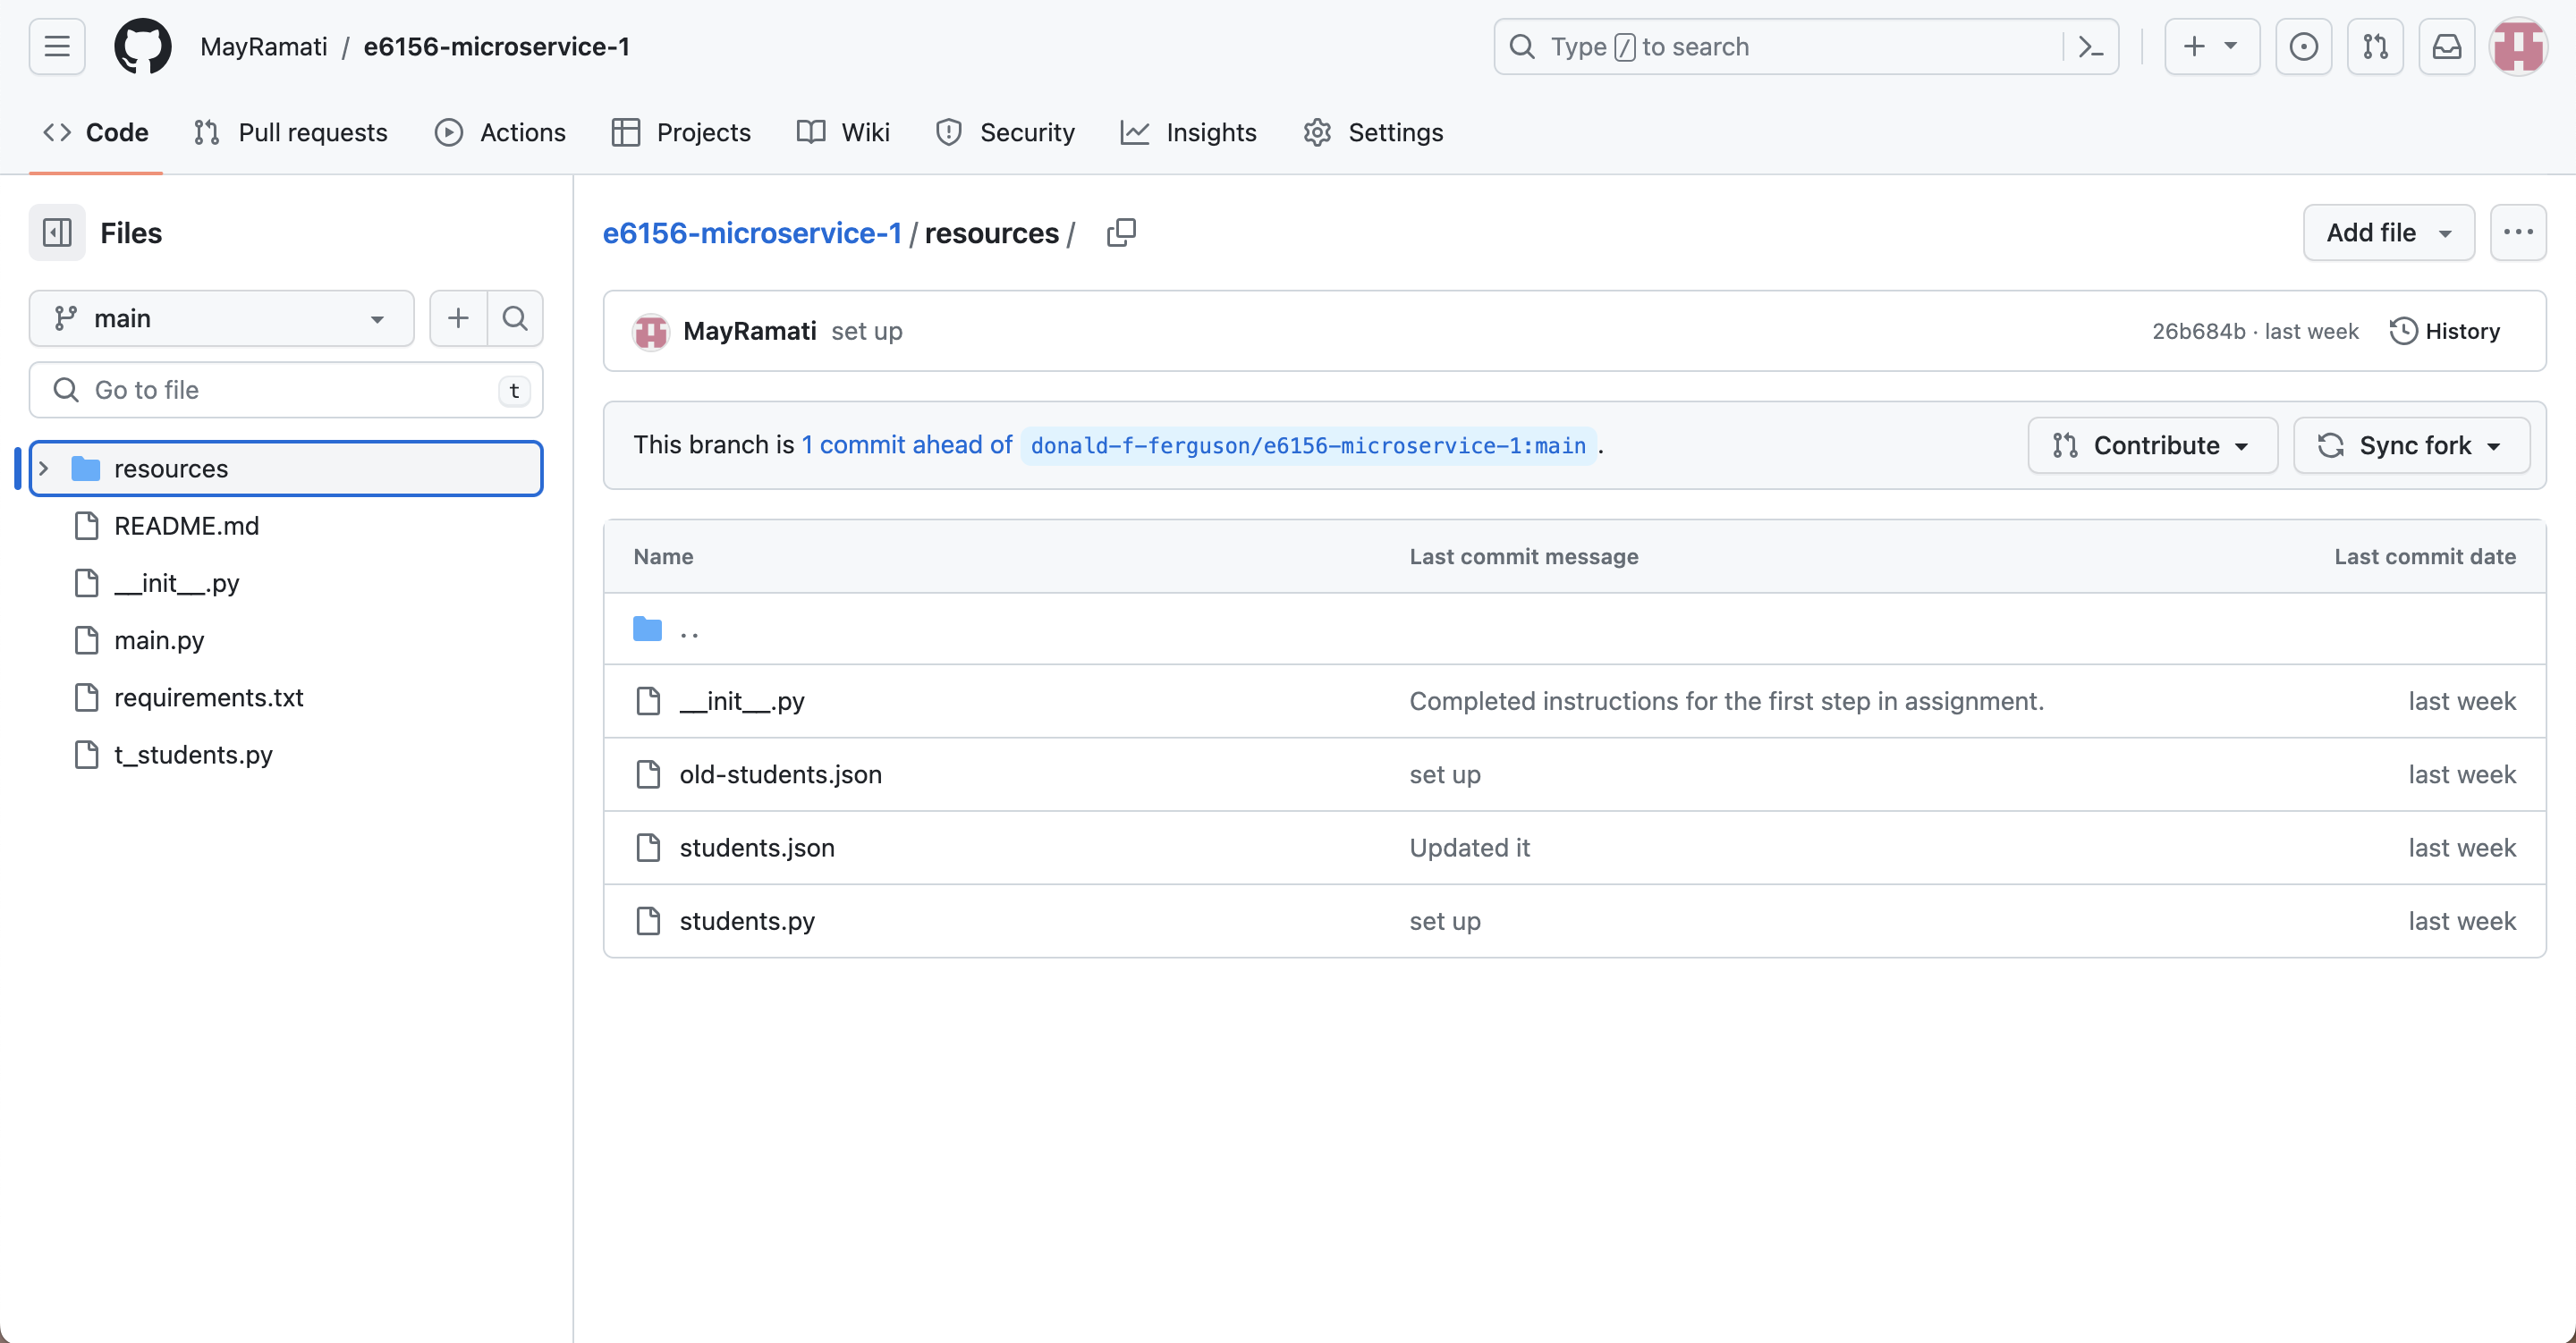 MayRamati / e6156-microservice-1
Type / to search
Code Pull requests Actions Projects Wiki Security Insights Settings
Files
main
Go to file t
resources
README.md
__init__.py
main.py
requirements.txt
t_students.py
e6156-microservice-1 / resources /
Add file
MayRamati set up 26b684b · last week History
This branch is 1 commit ahead of donald-f-ferguson/e6156-microservice-1:main .
Contribute Sync fork
Name Last commit message Last commit date
..
__init__.py Completed instructions for the first step in assignment. last week
old-students.json set up last week
students.json Updated it last week
students.py set up last week